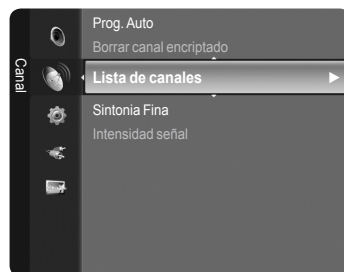 Canal
Prog. Auto
Borrar canal encriptado
Lista de canales
Sintonia Fina
Intensidad señal